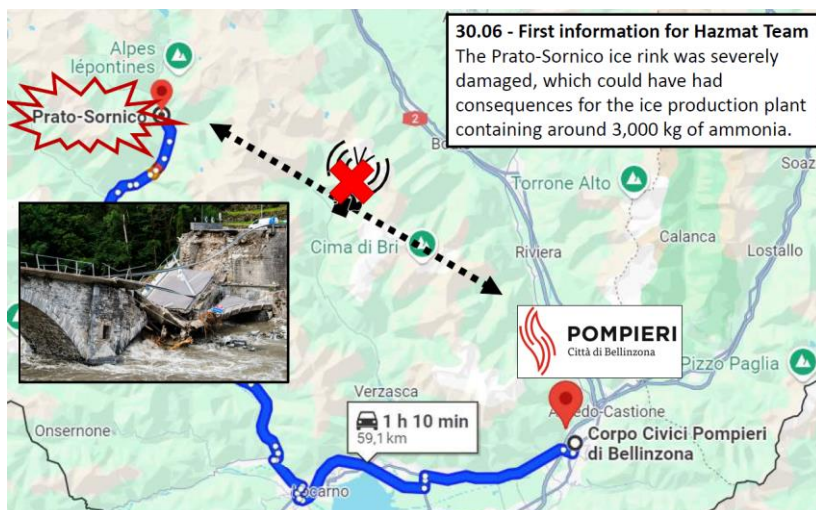 30.06 - First information for Hazmat Team
The Prato-Sornico ice rink was severely
damaged, which could have had
consequences for the ice production plant
containing around 3,000 kg of ammonia.
Alpes
lépontines
Prato-Sornico
2
Torrone Alto
Soaz
Cima di Bri
Riviera
Calanca
Lostallo
POMPIERI
Città di Bellinzona
Pizzo Paglia
Verzasca
1 h 10 min
59,1 km
Onsernone
Corpo Civici Pompieri
di Bellinzona
Locarno